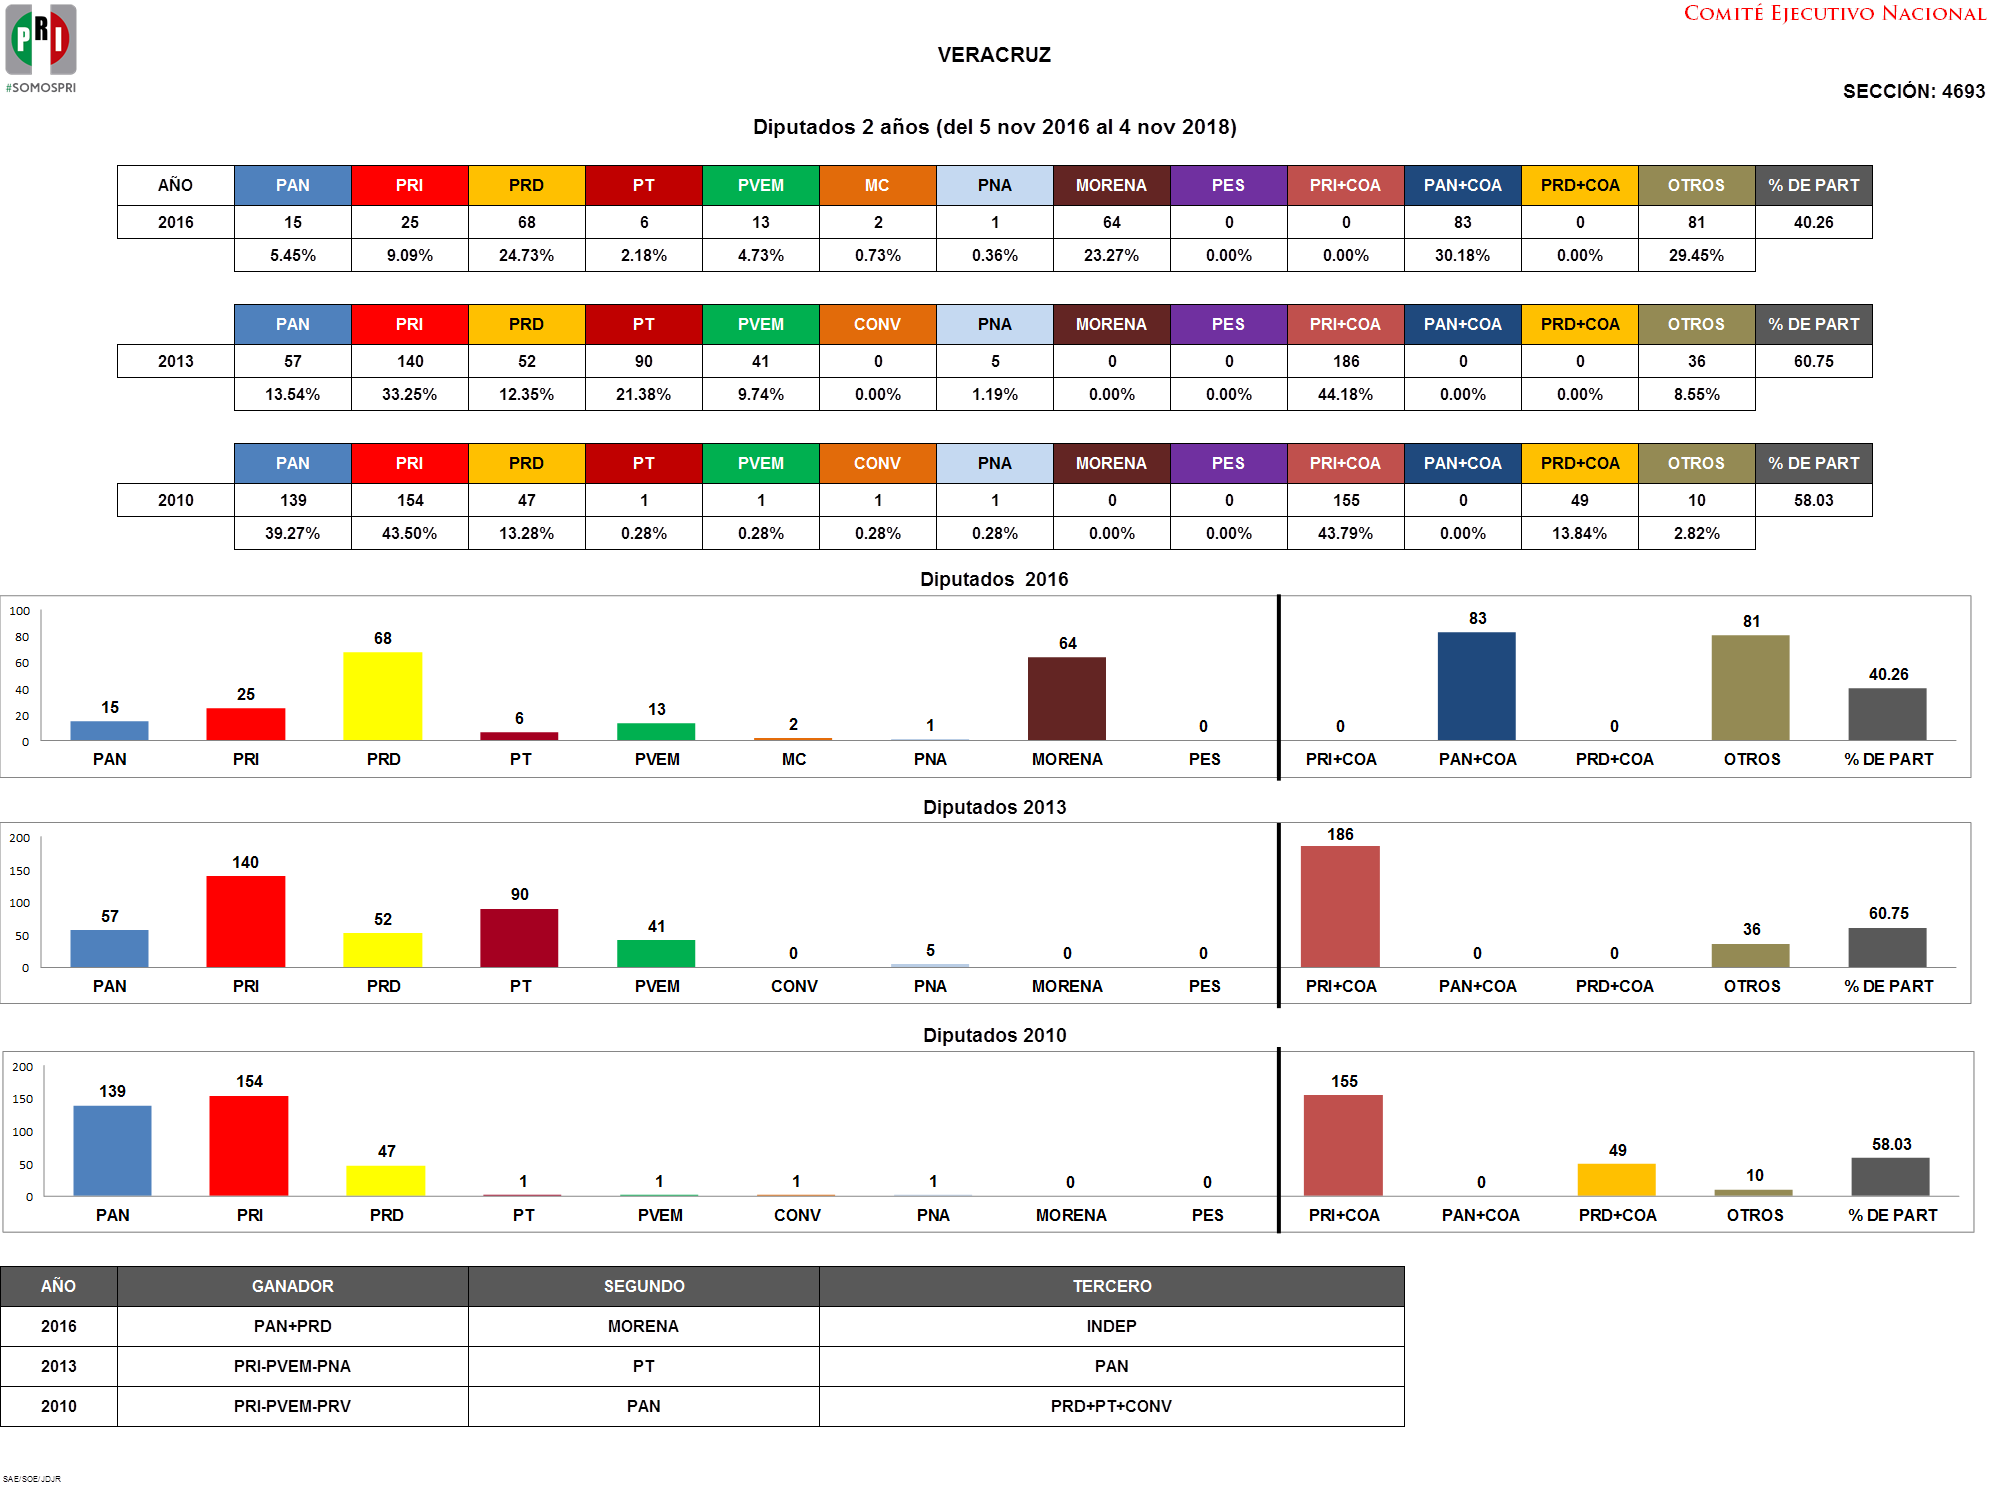 PRI
#SOMOSPRI
COMITÉ EJECUTIVO NACIONAL
VERACRUZ
SECCIÓN: 4693
Diputados 2 años (del 5 nov 2016 al 4 nov 2018)
AÑO PAN PRI PRD PT PVEM MC PNA MORENA PES PRI+COA PAN+COA PRD+COA OTROS % DE PART
2016 15 25 68 6 13 2 1 64 0 0 83 0 81 40.26
5.45% 9.09% 24.73% 2.18% 4.73% 0.73% 0.36% 23.27% 0.00% 0.00% 30.18% 0.00% 29.45%
PAN PRI PRD PT PVEM CONV PNA MORENA PES PRI+COA PAN+COA PRD+COA OTROS % DE PART
2013 57 140 52 90 41 0 5 0 0 186 0 0 36 60.75
13.54% 33.25% 12.35% 21.38% 9.74% 0.00% 1.19% 0.00% 0.00% 44.18% 0.00% 0.00% 8.55%
PAN PRI PRD PT PVEM CONV PNA MORENA PES PRI+COA PAN+COA PRD+COA OTROS % DE PART
2010 139 154 47 1 1 1 1 0 0 155 0 49 10 58.03
39.27% 43.50% 13.28% 0.28% 0.28% 0.28% 0.28% 0.00% 0.00% 43.79% 0.00% 13.84% 2.82%
Diputados 2016
100
80
60
40
20
0
15 25 68 6 13 2 1 64 0 0 83 0 81 40.26
PAN PRI PRD PT PVEM MC PNA MORENA PES PRI+COA PAN+COA PRD+COA OTROS % DE PART
Diputados 2013
200
150
100
50
0
57 140 52 90 41 0 5 0 0 186 0 0 36 60.75
PAN PRI PRD PT PVEM CONV PNA MORENA PES PRI+COA PAN+COA PRD+COA OTROS % DE PART
Diputados 2010
200
150
100
50
0
139 154 47 1 1 1 1 0 0 155 0 49 10 58.03
PAN PRI PRD PT PVEM CONV PNA MORENA PES PRI+COA PAN+COA PRD+COA OTROS % DE PART
AÑO GANADOR SEGUNDO TERCERO
2016 PAN+PRD MORENA INDEP
2013 PRI-PVEM-PNA PT PAN
2010 PRI-PVEM-PRV PAN PRD+PT+CONV
SAE/SOE/JDJR